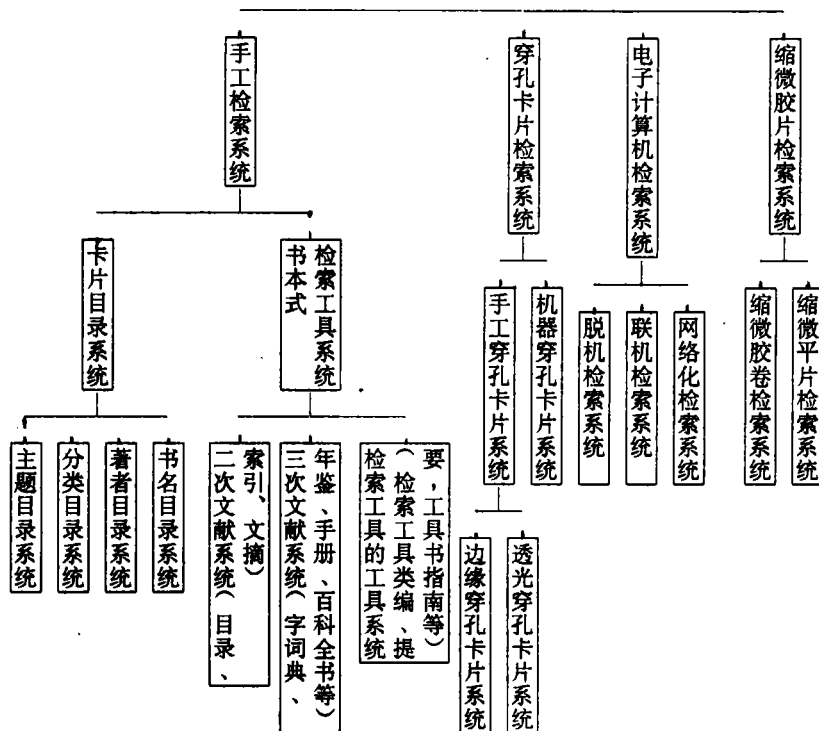 手工检索系统
穿孔卡片检索系统
电子计算机检索系统
缩微胶片检索系统
卡片目录系统
书本式
检索工具系统
手工穿孔卡片系统
机器穿孔卡片系统
脱机检索系统
联机检索系统
网络化检索系统
缩微胶卷检索系统
缩微平片检索系统
主题目录系统
分类目录系统
著者目录系统
书名目录系统
二次文献系统(目录、
索引、文摘)
三次文献系统(字词典、
年鉴、手册、百科全书等)
检索工具的工具系统
(检索工具类编、提
要,工具书指南等)
边缘穿孔卡片系统
透光穿孔卡片系统